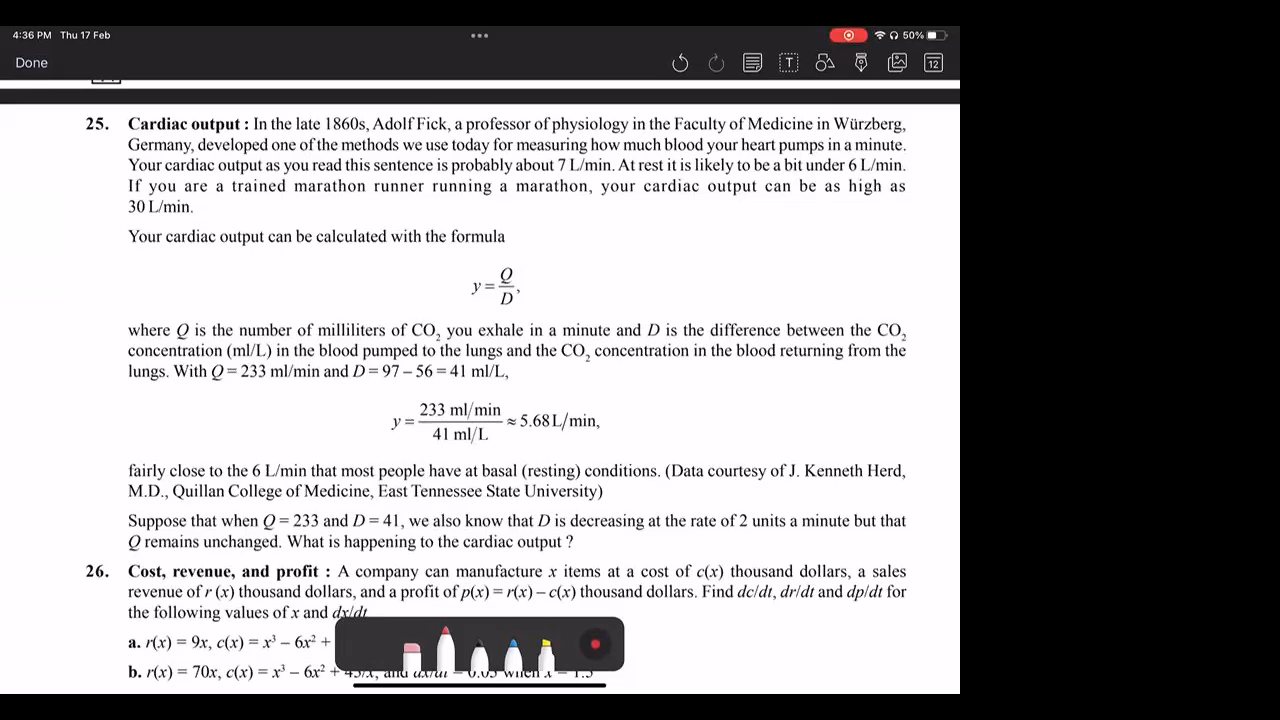 4:36 PM Thu 17 Feb
50%
Done
T
12
25. Cardiac output : In the late 1860s, Adolf Fick, a professor of physiology in the Faculty of Medicine in Würzberg,
Germany, developed one of the methods we use today for measuring how much blood your heart pumps in a minute.
Your cardiac output as you read this sentence is probably about 7 L/min. At rest it is likely to be a bit under 6 L/min.
If you are a trained marathon runner running a marathon, your cardiac output can be as high as
30 L/min.
Your cardiac output can be calculated with the formula
y = Q/D,
where Q is the number of milliliters of CO₂ you exhale in a minute and D is the difference between the CO₂
concentration (ml/L) in the blood pumped to the lungs and the CO₂ concentration in the blood returning from the
lungs. With Q = 233 ml/min and D = 97 – 56 = 41 ml/L,
y = 233 ml/min / 41 ml/L ≈ 5.68 L/min,
fairly close to the 6 L/min that most people have at basal (resting) conditions. (Data courtesy of J. Kenneth Herd,
M.D., Quillan College of Medicine, East Tennessee State University)
Suppose that when Q = 233 and D = 41, we also know that D is decreasing at the rate of 2 units a minute but that
Q remains unchanged. What is happening to the cardiac output ?
26. Cost, revenue, and profit : A company can manufacture x items at a cost of c(x) thousand dollars, a sales
revenue of r (x) thousand dollars, and a profit of p(x) = r(x) – c(x) thousand dollars. Find dc/dt, dr/dt and dp/dt for
the following values of x and dx/dt
a. r(x) = 9x, c(x) = x³ – 6x² +
b. r(x) = 70x, c(x) = x³ – 6x² + 45/x, and dx/dt = 0.05 when x = 1.5